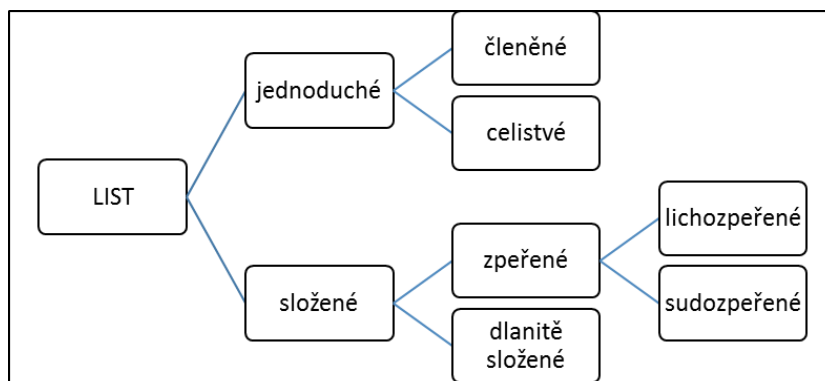 LIST
jednoduché
členěné
celistvé
složené
zpeřené
lichozpeřené
sudozpeřené
dlanitě
složené